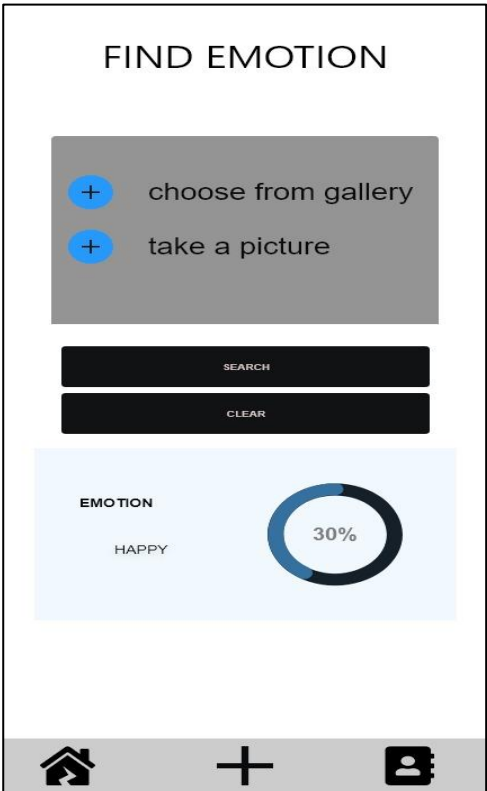 FIND EMOTION
choose from gallery
take a picture
SEARCH
CLEAR
EMOTION
30%
HAPPY